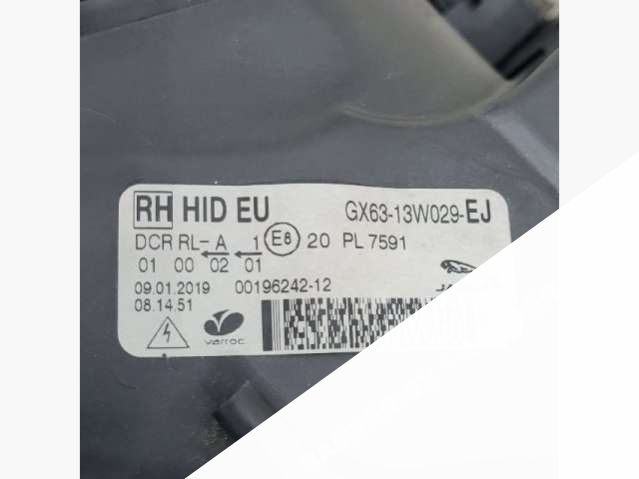 RH HID EU GX63-13W029-EJ
DCR RL- A 1 E8 20 PL 7591
01 00 02 01
09.01.2019 00196242-12
08.14.51
varroc